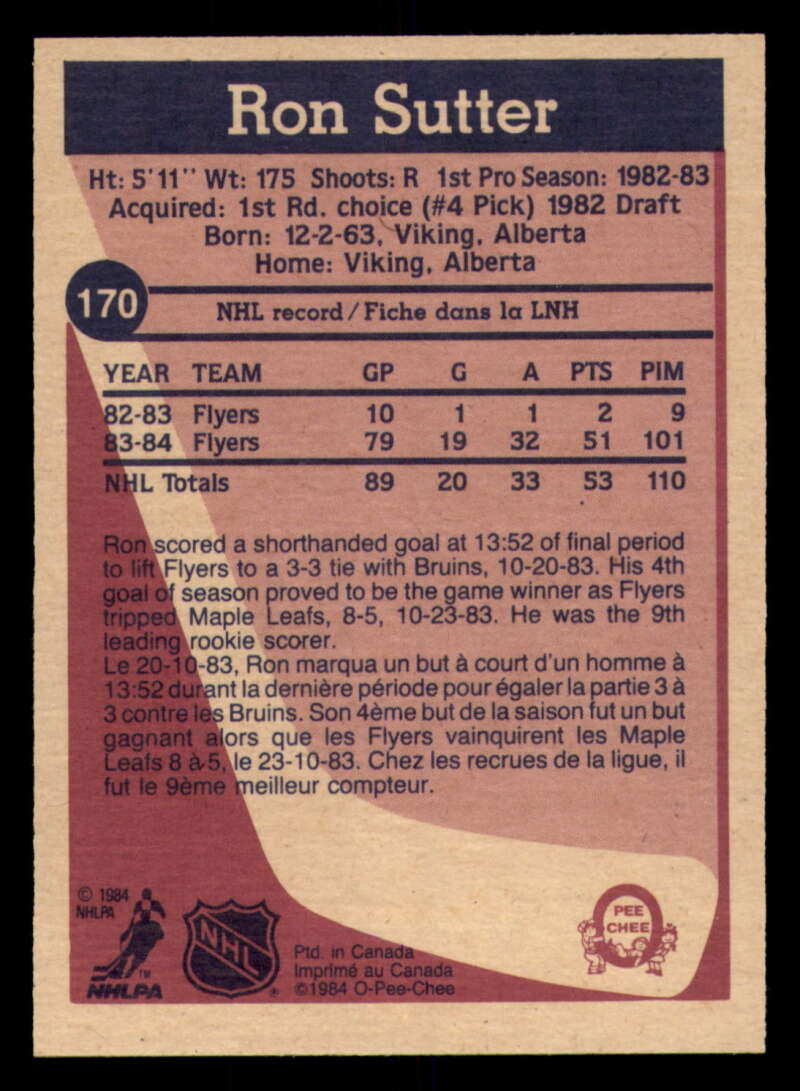 Ron Sutter
Ht: 5'11" Wt: 175 Shoots: R 1st Pro Season: 1982-83
Acquired: 1st Rd. choice (#4 Pick) 1982 Draft
Born: 12-2-63, Viking, Alberta
Home: Viking, Alberta
170
NHL record/Fiche dans la LNH
YEAR TEAM GP G A PTS PIM
82-83 Flyers 10 1 1 2 9
83-84 Flyers 79 19 32 51 101
NHL Totals 89 20 33 53 110
Ron scored a shorthanded goal at 13:52 of final period
to lift Flyers to a 3-3 tie with Bruins, 10-20-83. His 4th
goal of season proved to be the game winner as Flyers
tripped Maple Leafs, 8-5, 10-23-83. He was the 9th
leading rookie scorer.
Le 20-10-83, Ron marqua un but à court d'un homme à
13:52 durant la dernière période pour égaler la partie 3 à
3 contre les Bruins. Son 4ème but de la saison fut un but
gagnant alors que les Flyers vainquirent les Maple
Leafs 8 à 5, le 23-10-83. Chez les recrues de la ligue, il
fut le 9ème meilleur compteur.
© 1984
NHLPA
TM
NHLPA
NHL
®
Ptd. in Canada
Imprimé au Canada
©1984 O-Pee-Chee
O
PEE
CHEE